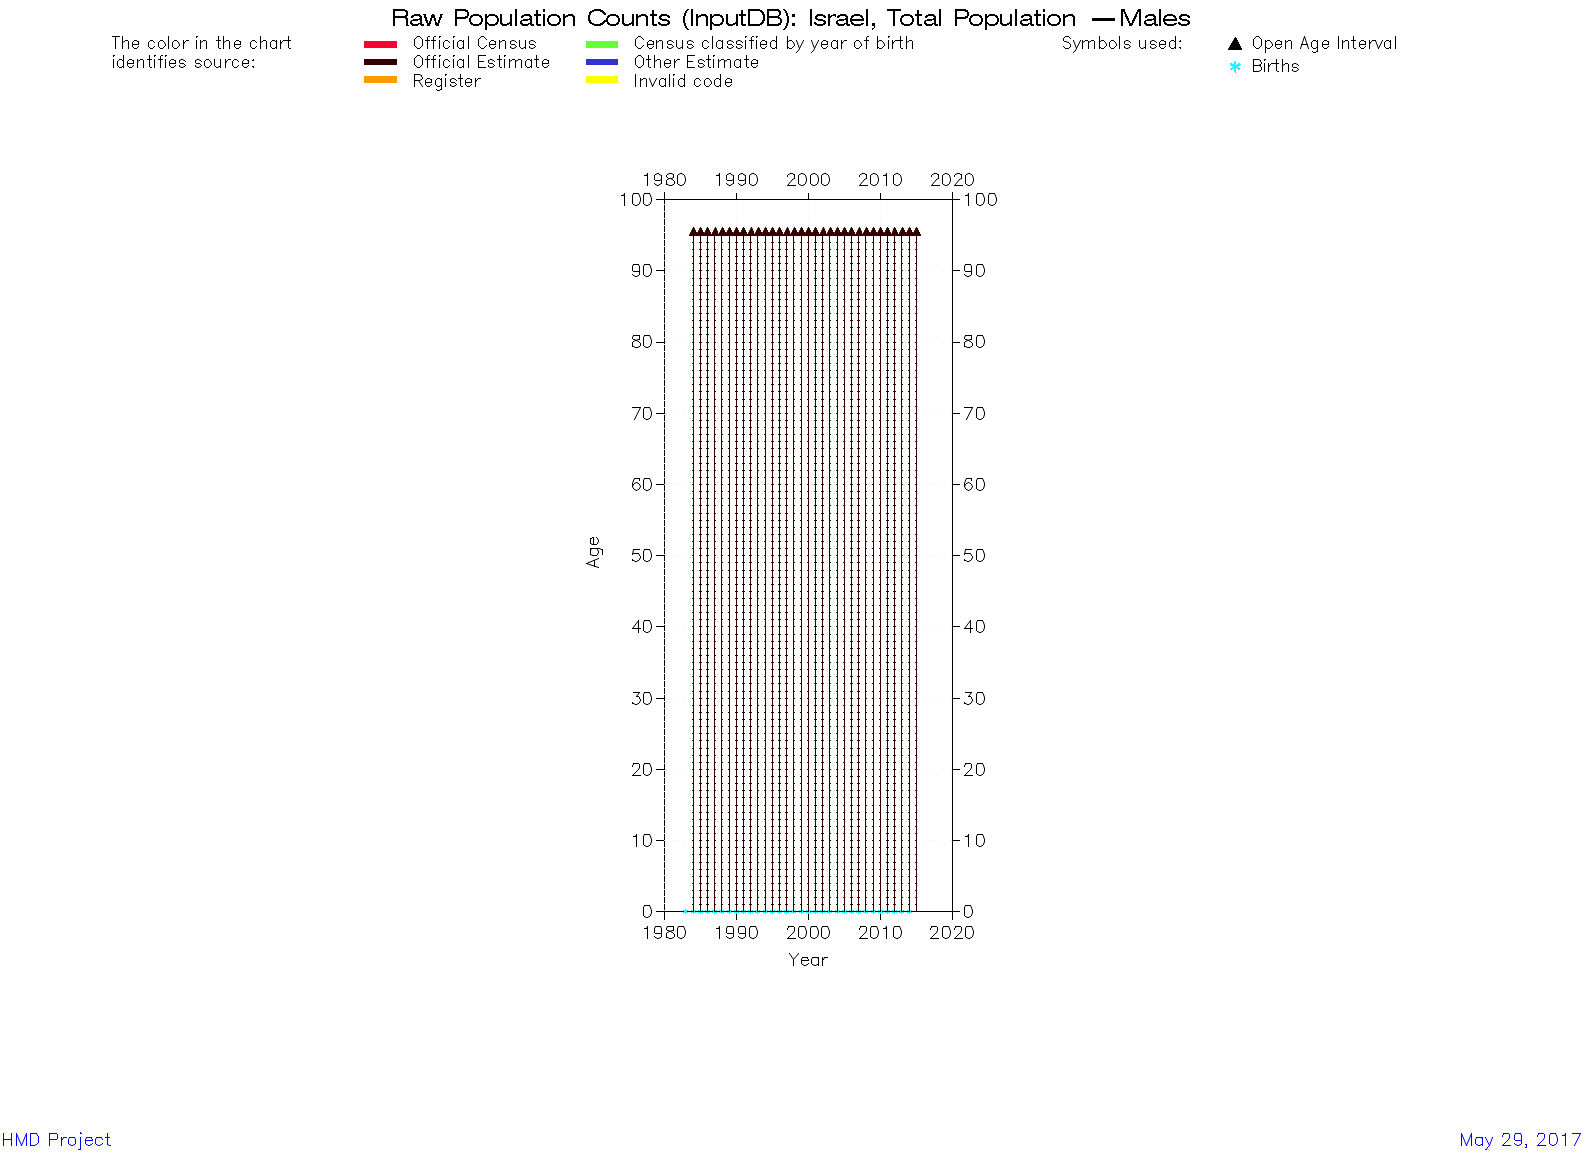 Raw Population Counts (InputDB): Israel, Total Population — Males
The color in the chart identifies source:
Official Census
Official Estimate
Register
Census classified by year of birth
Other Estimate
Invalid code
Symbols used:
Open Age Interval
Births
1980 1990 2000 2010 2020
100 100
90 90
80 80
70 70
60 60
50 50
40 40
30 30
20 20
10 10
0 0
Age
1980 1990 2000 2010 2020
Year
HMD Project
May 29, 2017